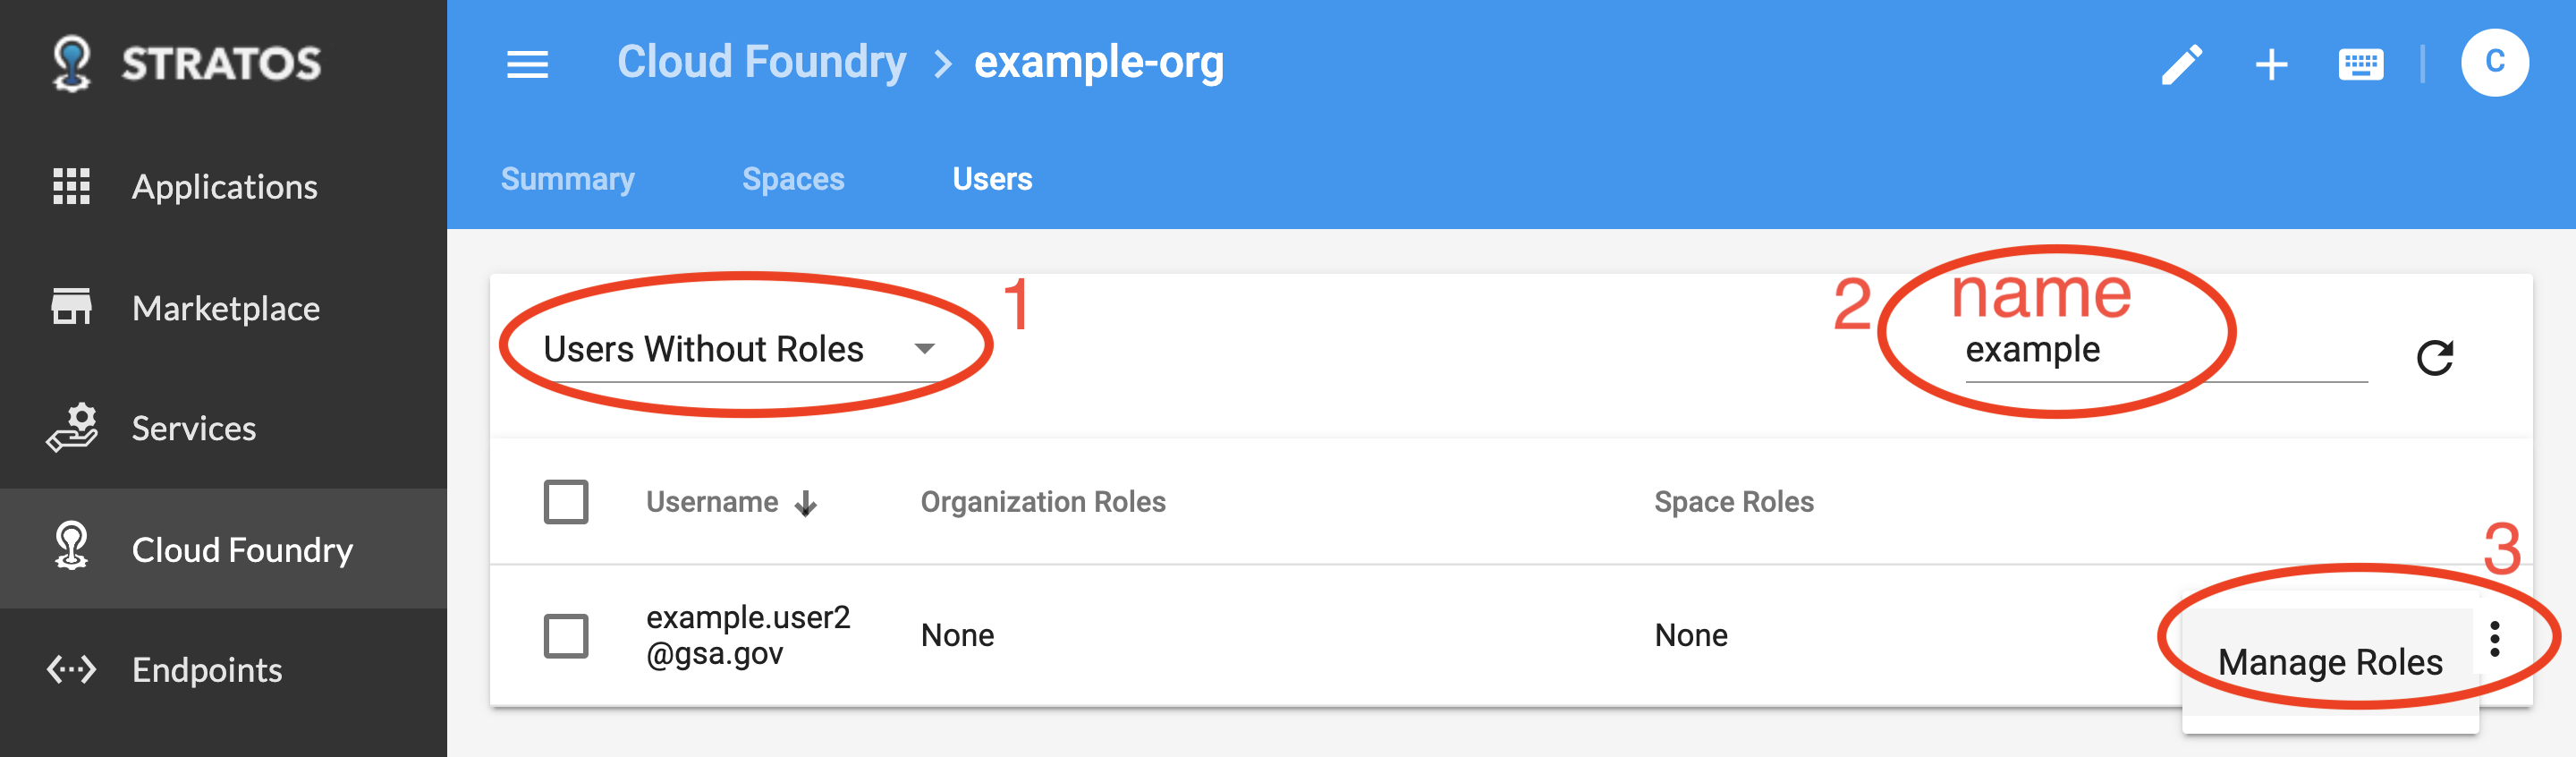 STRATOS
Applications
Marketplace
Services
Cloud Foundry
Endpoints
Cloud Foundry > example-org
C
Summary Spaces Users
Users Without Roles 1
2 name
example
Username Organization Roles Space Roles
3
example.user2
@gsa.gov
None None
Manage Roles